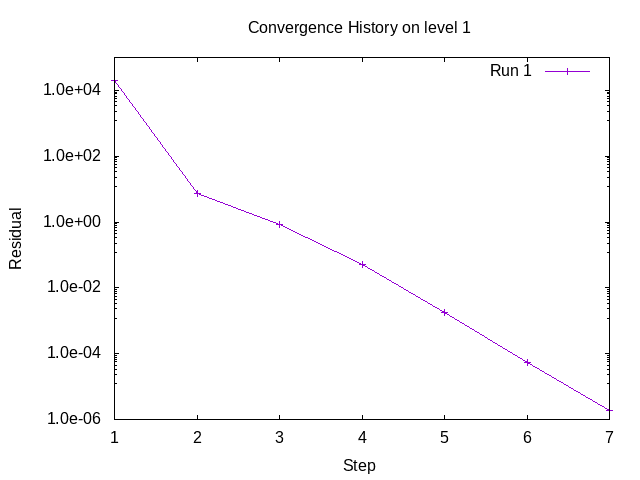 Convergence History on level 1
Run 1
1.0e+04
1.0e+02
1.0e+00
1.0e-02
1.0e-04
1.0e-06
Residual
1 2 3 4 5 6 7
Step